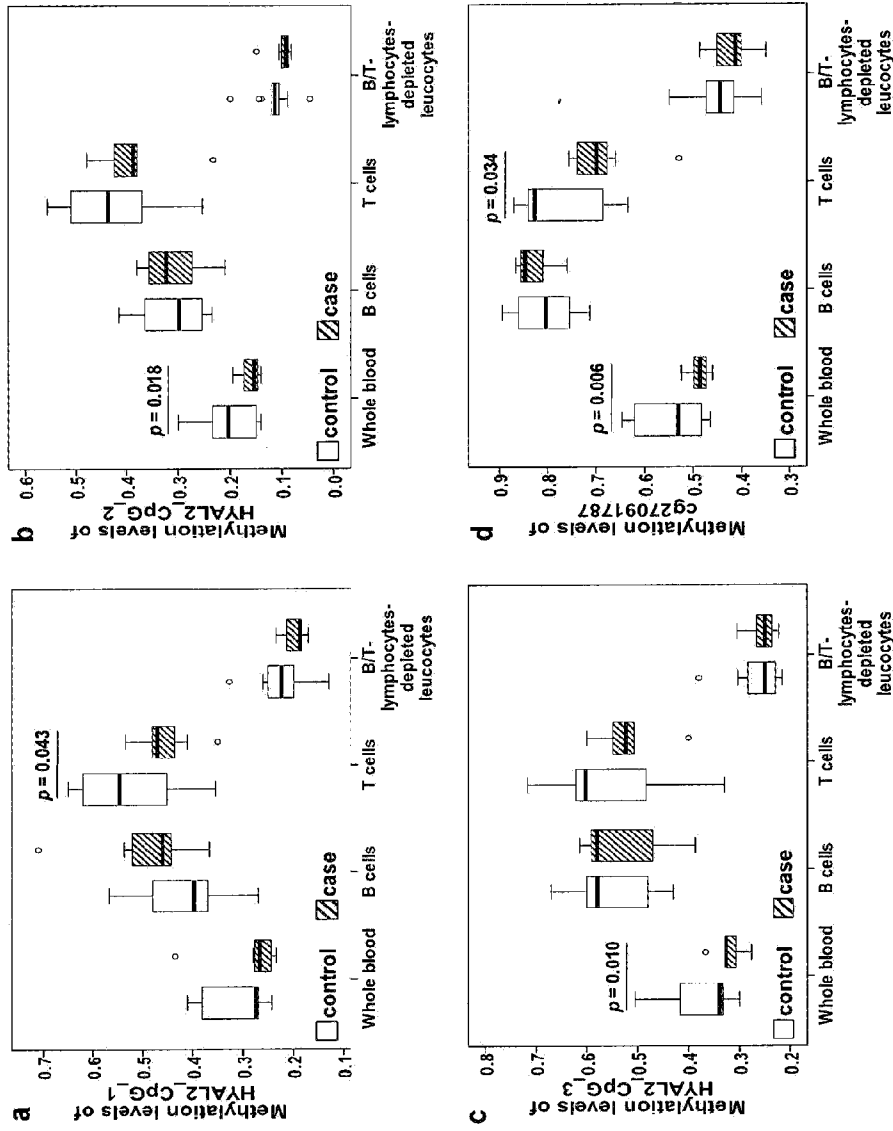 a
Methylation levels of
HYAL2_CpG_1
0.7
0.6
0.5
0.4
0.3
0.2
0.1
p = 0.043
control
case
Whole blood
B cells
T cells
B/T-
lymphocytes-
depleted
leucocytes
b
Methylation levels of
HYAL2_CpG_2
0.6
0.5
0.4
0.3
0.2
0.1
0.0
p = 0.018
control
case
Whole blood
B cells
T cells
B/T-
lymphocytes-
depleted
leucocytes
c
Methylation levels of
HYAL2_CpG_3
0.8
0.7
0.6
0.5
0.4
0.3
0.2
p = 0.010
control
case
Whole blood
B cells
T cells
B/T-
lymphocytes-
depleted
leucocytes
d
Methylation levels of
cg27091787
0.9
0.8
0.7
0.6
0.5
0.4
0.3
p = 0.006
p = 0.034
control
case
Whole blood
B cells
T cells
B/T-
lymphocytes-
depleted
leucocytes